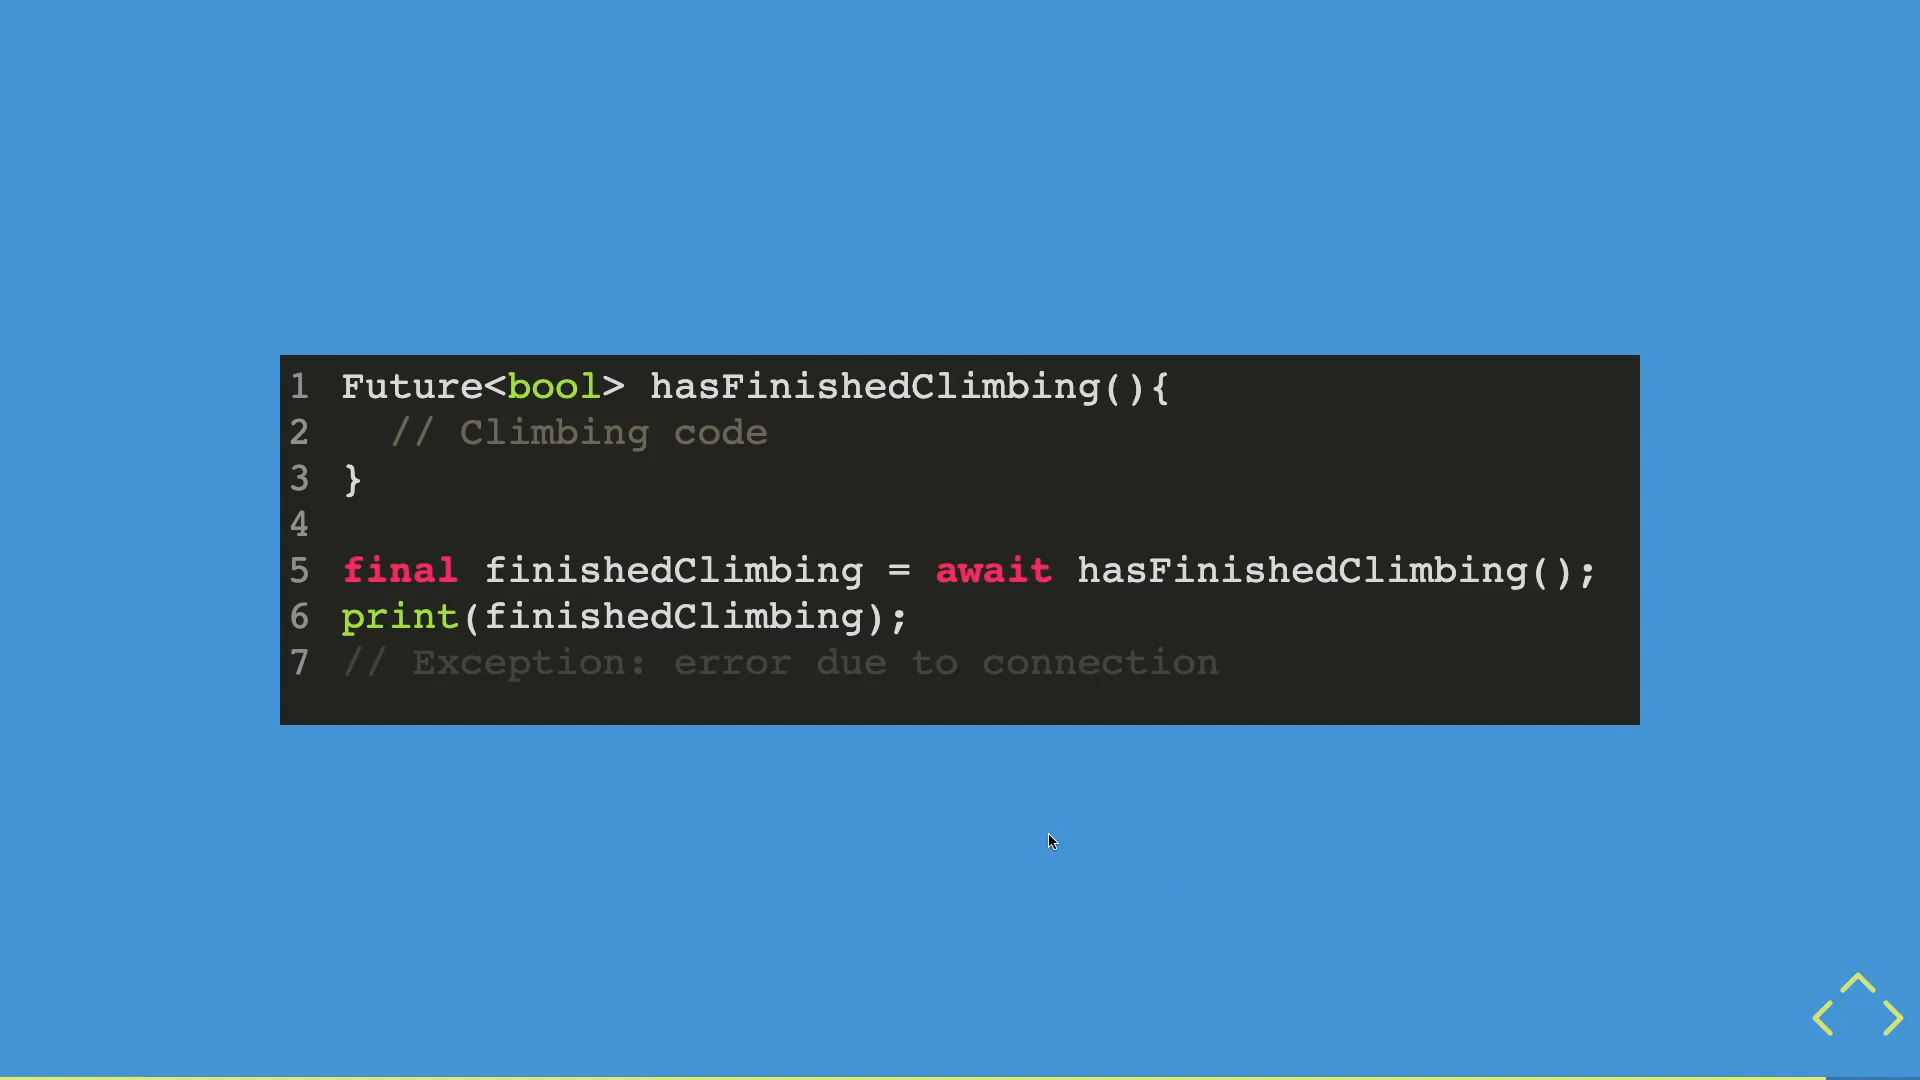 1 Future<bool> hasFinishedClimbing(){
2   // Climbing code
3 }
4
5 final finishedClimbing = await hasFinishedClimbing();
6 print(finishedClimbing);
7 // Exception: error due to connection